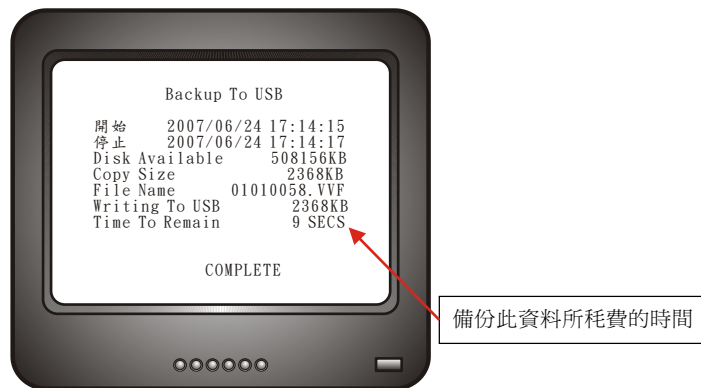 Backup To USB
開始 2007/06/24 17:14:15
停止 2007/06/24 17:14:17
Disk Available 508156KB
Copy Size 2368KB
File Name 01010058.VVF
Writing To USB 2368KB
Time To Remain 9 SECS
COMPLETE
備份此資料所耗費的時間